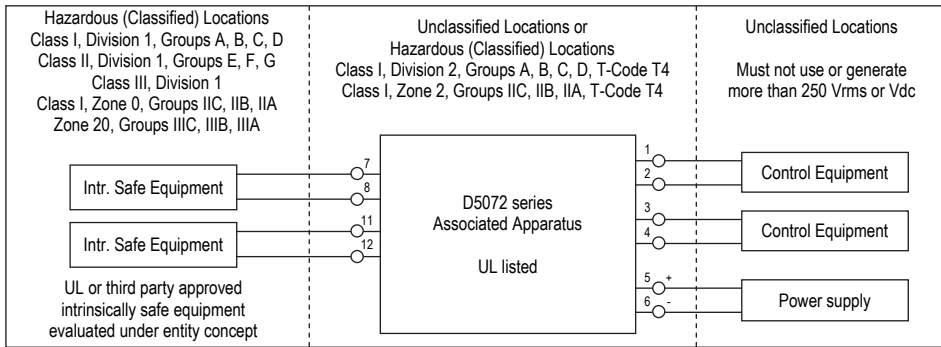 Hazardous (Classified) Locations
Class I, Division 1, Groups A, B, C, D
Class II, Division 1, Groups E, F, G
Class III, Division 1
Class I, Zone 0, Groups IIC, IIB, IIA
Zone 20, Groups IIIC, IIIB, IIIA
Intr. Safe Equipment
Intr. Safe Equipment
UL or third party approved
intrinsically safe equipment
evaluated under entity concept
Unclassified Locations or
Hazardous (Classified) Locations
Class I, Division 2, Groups A, B, C, D, T-Code T4
Class I, Zone 2, Groups IIC, IIB, IIA, T-Code T4
7
8
11
12
D5072 series
Associated Apparatus
UL listed
1
2
3
4
5 +
6 -
Unclassified Locations
Must not use or generate
more than 250 Vrms or Vdc
Control Equipment
Control Equipment
Power supply